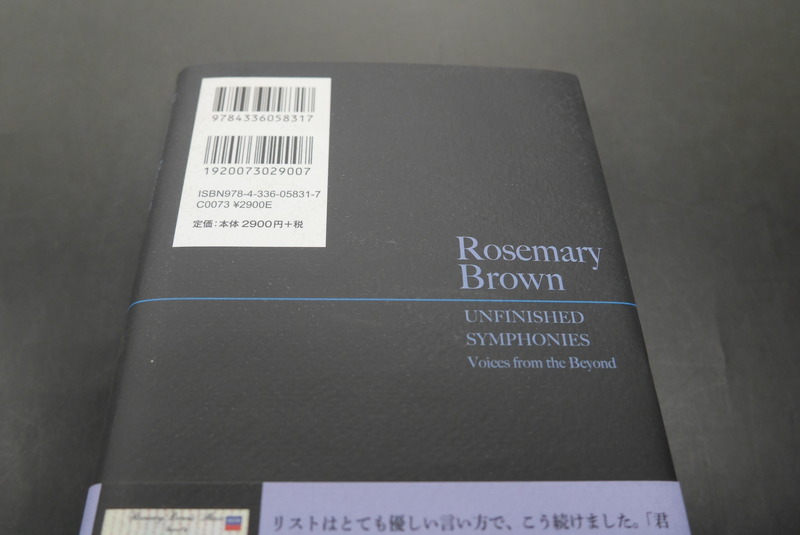 9784336058317
1920073029007
ISBN978-4-336-05831-7
C0073 ¥2900E
定価：本体2900円＋税
Rosemary
Brown
UNFINISHED
SYMPHONIES
Voices from the Beyond
リストはとても優しい言い方で、こう続けました。「君